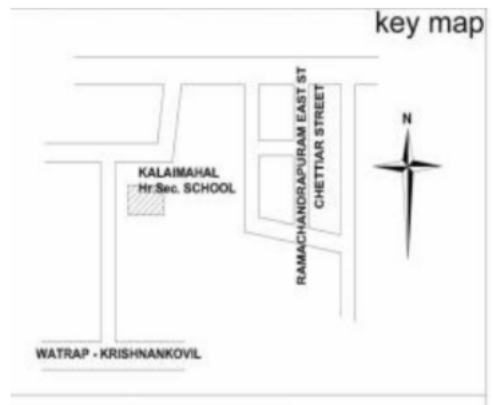 key map
RAMACHANDRAPURAM EAST ST
CHETTIAR STREET
N
KALAIMAHAL
Hr.Sec. SCHOOL
WATRAP - KRISHNANKOVIL